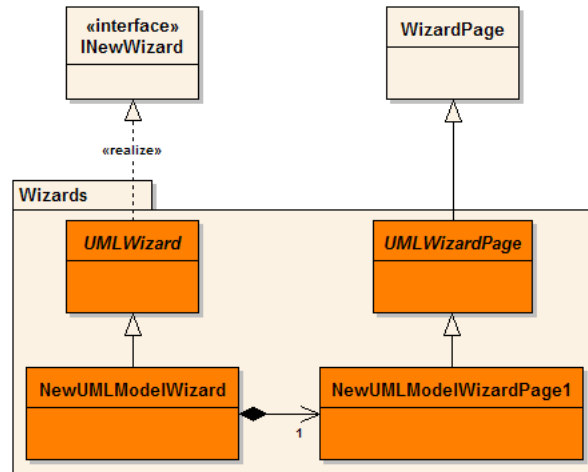 «interface»
INewWizard
WizardPage
«realize»
Wizards
UMLWizard
UMLWizardPage
NewUMLModelWizard
NewUMLModelWizardPage1
1